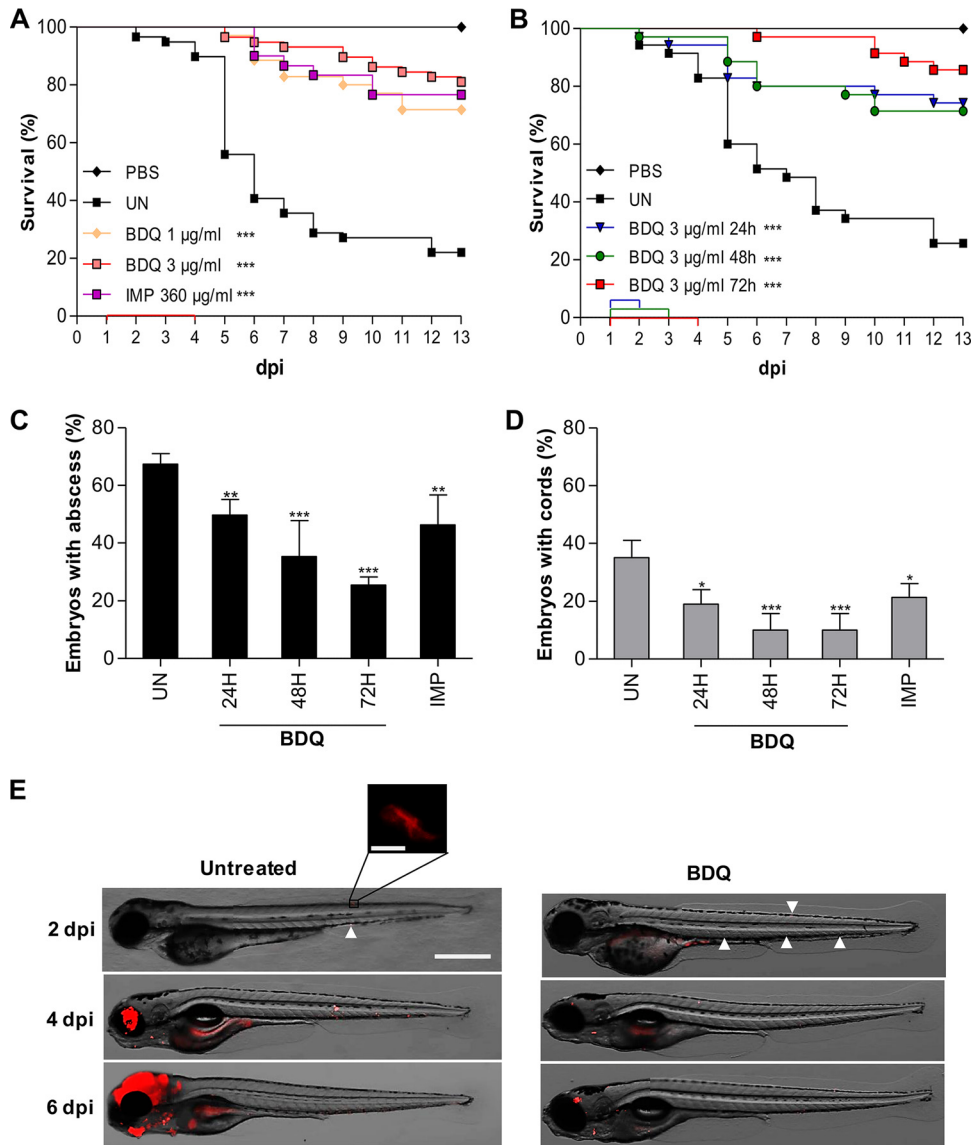 A
Survival (%)
100
80
60
40
20
0
PBS
UN
BDQ 1 µg/ml ***
BDQ 3 µg/ml ***
IMP 360 µg/ml ***
0 1 2 3 4 5 6 7 8 9 10 11 12 13
dpi
B
Survival (%)
100
80
60
40
20
0
PBS
UN
BDQ 3 µg/ml 24h ***
BDQ 3 µg/ml 48h ***
BDQ 3 µg/ml 72h ***
0 1 2 3 4 5 6 7 8 9 10 11 12 13
dpi
C
Embryos with abscess (%)
80
60
40
20
0
** *** *** **
UN 24H 48H 72H IMP
BDQ
D
Embryos with cords (%)
80
60
40
20
0
* *** *** *
UN 24H 48H 72H IMP
BDQ
E
Untreated
BDQ
2 dpi
4 dpi
6 dpi